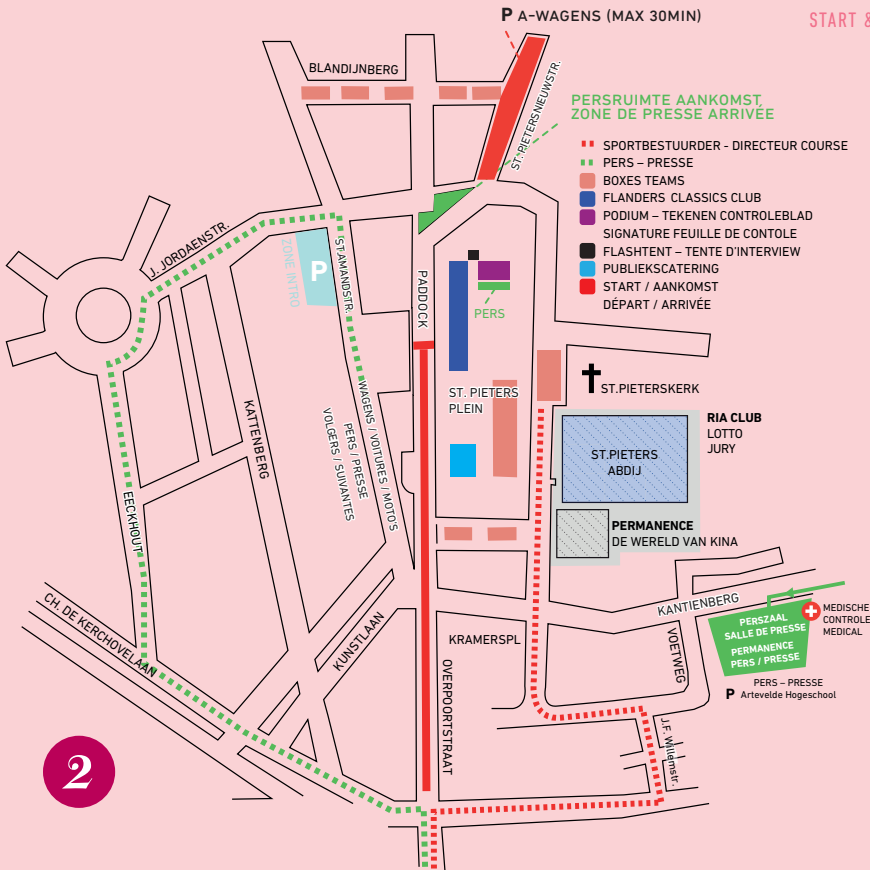 P A-WAGENS (MAX 30MIN)
START &
BLANDIJNBERG
ST. PIETERSNIEUWSTR.
PERSRUIMTE AANKOMST
ZONE DE PRESSE ARRIVÉE
SPORTBESTUURDER - DIRECTEUR COURSE
PERS – PRESSE
BOXES TEAMS
FLANDERS CLASSICS CLUB
PODIUM – TEKENEN CONTROLEBLAD
SIGNATURE FEUILLE DE CONTOLE
FLASHTENT – TENTE D'INTERVIEW
PUBLIEKSCATERING
START / AANKOMST
DÉPART / ARRIVÉE
J. JORDAENSTR.
ZONE INTRO
P
ST.AMANDSTR.
PADDOCK
PERS
ST. PIETERS
PLEIN
ST.PIETERSKERK
RIA CLUB
LOTTO
JURY
ST.PIETERS
ABDIJ
KATTENBERG
WAGENS / VOITURES / MOTO'S
PERS / PRESSE
VOLGERS / SUIVANTES
EECKHOUT
PERMANENCE
DE WERELD VAN KINA
CH. DE KERCHOVELAAN
KUNSTLAAN
KRAMERSPL
OVERPOORTSTRAAT
KANTIENBERG
VOETWEG
PERSZAAL
SALLE DE PRESSE
PERMANENCE
PERS / PRESSE
MEDISCHE
CONTROLE
MEDICAL
PERS – PRESSE
P Artevelde Hogeschool
J.F. Willemstr.
2